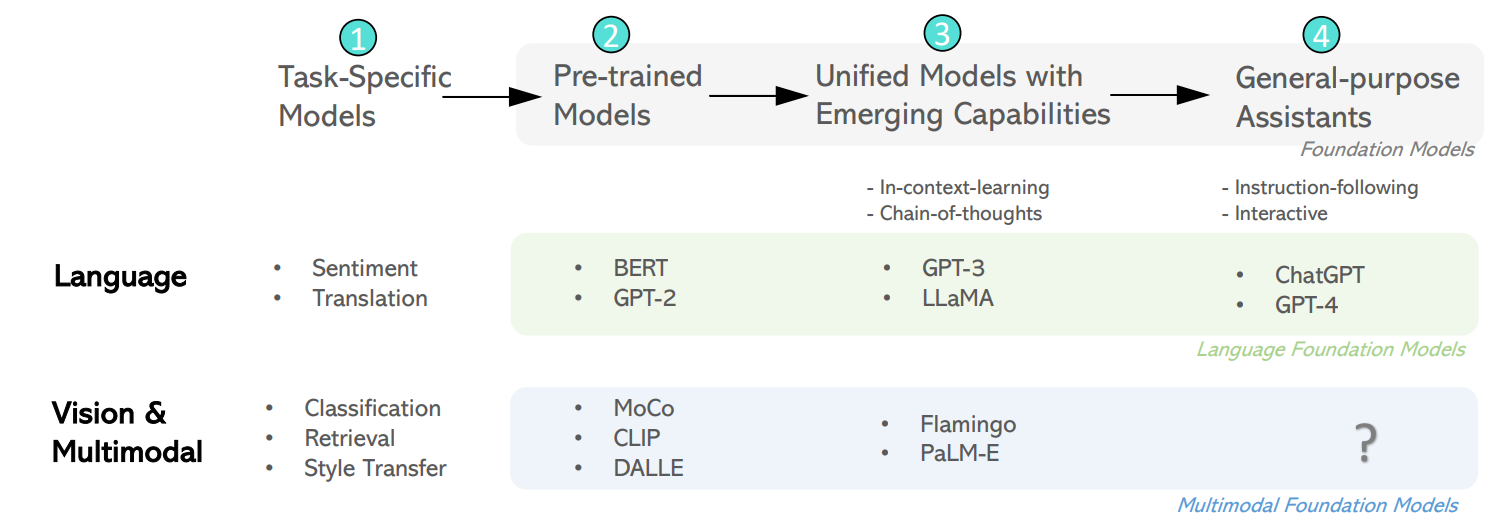 1
2
3
4
Task-Specific
Models
Pre-trained
Models
Unified Models with
Emerging Capabilities
General-purpose
Assistants
Foundation Models
- In-context-learning
- Chain-of-thoughts
- Instruction-following
- Interactive
Language
• Sentiment
• Translation
• BERT
• GPT-2
• GPT-3
• LLaMA
• ChatGPT
• GPT-4
Language Foundation Models
Vision &
Multimodal
• Classification
• Retrieval
• Style Transfer
• MoCo
• CLIP
• DALLE
• Flamingo
• PaLM-E
?
Multimodal Foundation Models